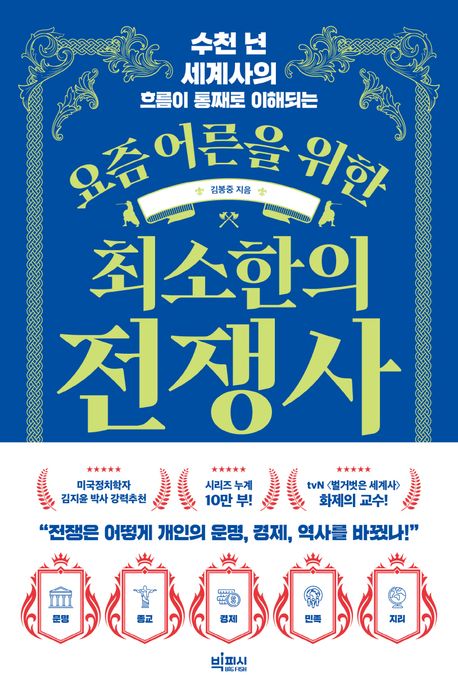 수천 년
세계사의
흐름이 통째로 이해되는
요즘 어른을 위한
김봉중 지음
최소한의
전쟁사
미국정치학자
김지윤 박사 강력추천
시리즈 누계
10만 부!
tvN <벌거벗은 세계사>
화제의 교수!
“전쟁은 어떻게 개인의 운명, 경제, 역사를 바꿨나!”
문명
종교
경제
민족
지리
빅피시
BIG FISH